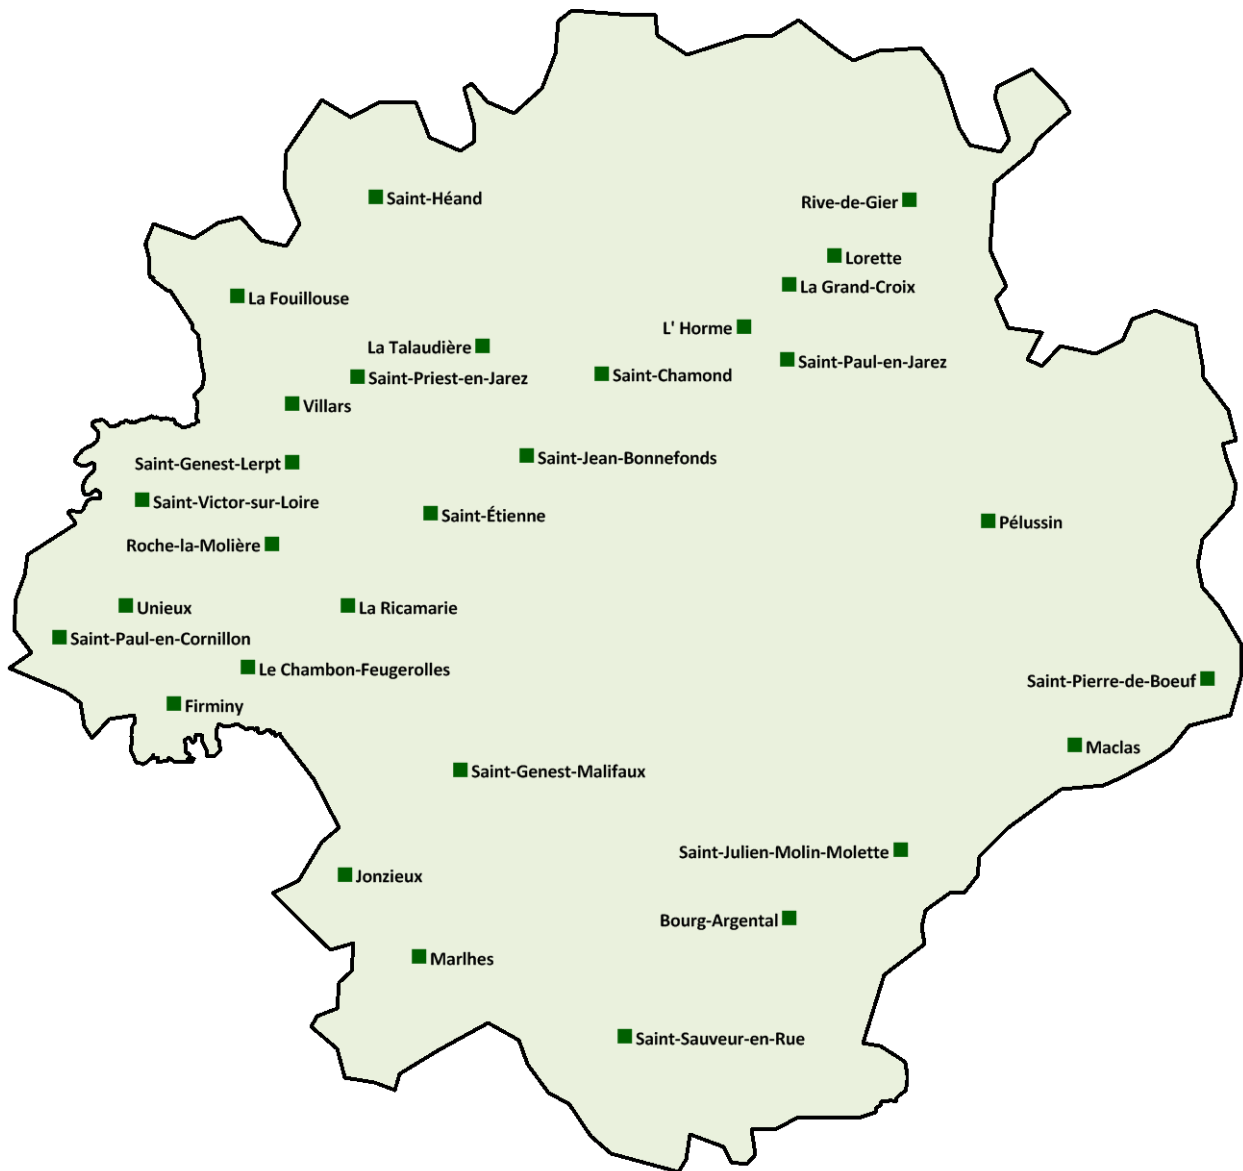 Saint-Héand
Rive-de-Gier
Lorette
La Grand-Croix
La Fouillouse
L' Horme
La Talaudière
Saint-Paul-en-Jarez
Saint-Chamond
Saint-Priest-en-Jarez
Villars
Saint-Jean-Bonnefonds
Saint-Genest-Lerpt
Saint-Victor-sur-Loire
Saint-Étienne
Pélussin
Roche-la-Molière
Unieux
La Ricamarie
Saint-Paul-en-Cornillon
Le Chambon-Feugerolles
Saint-Pierre-de-Boeuf
Firminy
Maclas
Saint-Genest-Malifaux
Saint-Julien-Molin-Molette
Jonzieux
Bourg-Argental
Marlhes
Saint-Sauveur-en-Rue